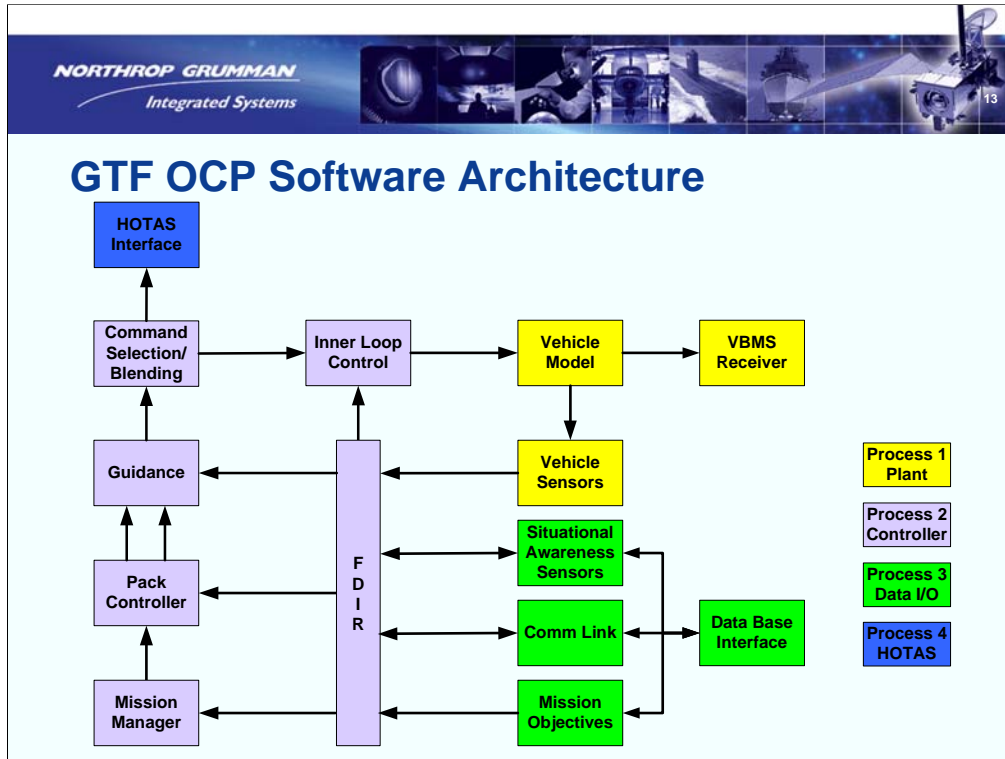 NORTHROP GRUMMAN
Integrated Systems
13
GTF OCP Software Architecture
HOTAS
Interface
Command
Selection/
Blending
Inner Loop
Control
Vehicle
Model
VBMS
Receiver
Guidance
Vehicle
Sensors
Process 1
Plant
F
D
I
R
Situational
Awareness
Sensors
Process 2
Controller
Pack
Controller
Process 3
Data I/O
Comm Link
Data Base
Interface
Process 4
HOTAS
Mission
Manager
Mission
Objectives